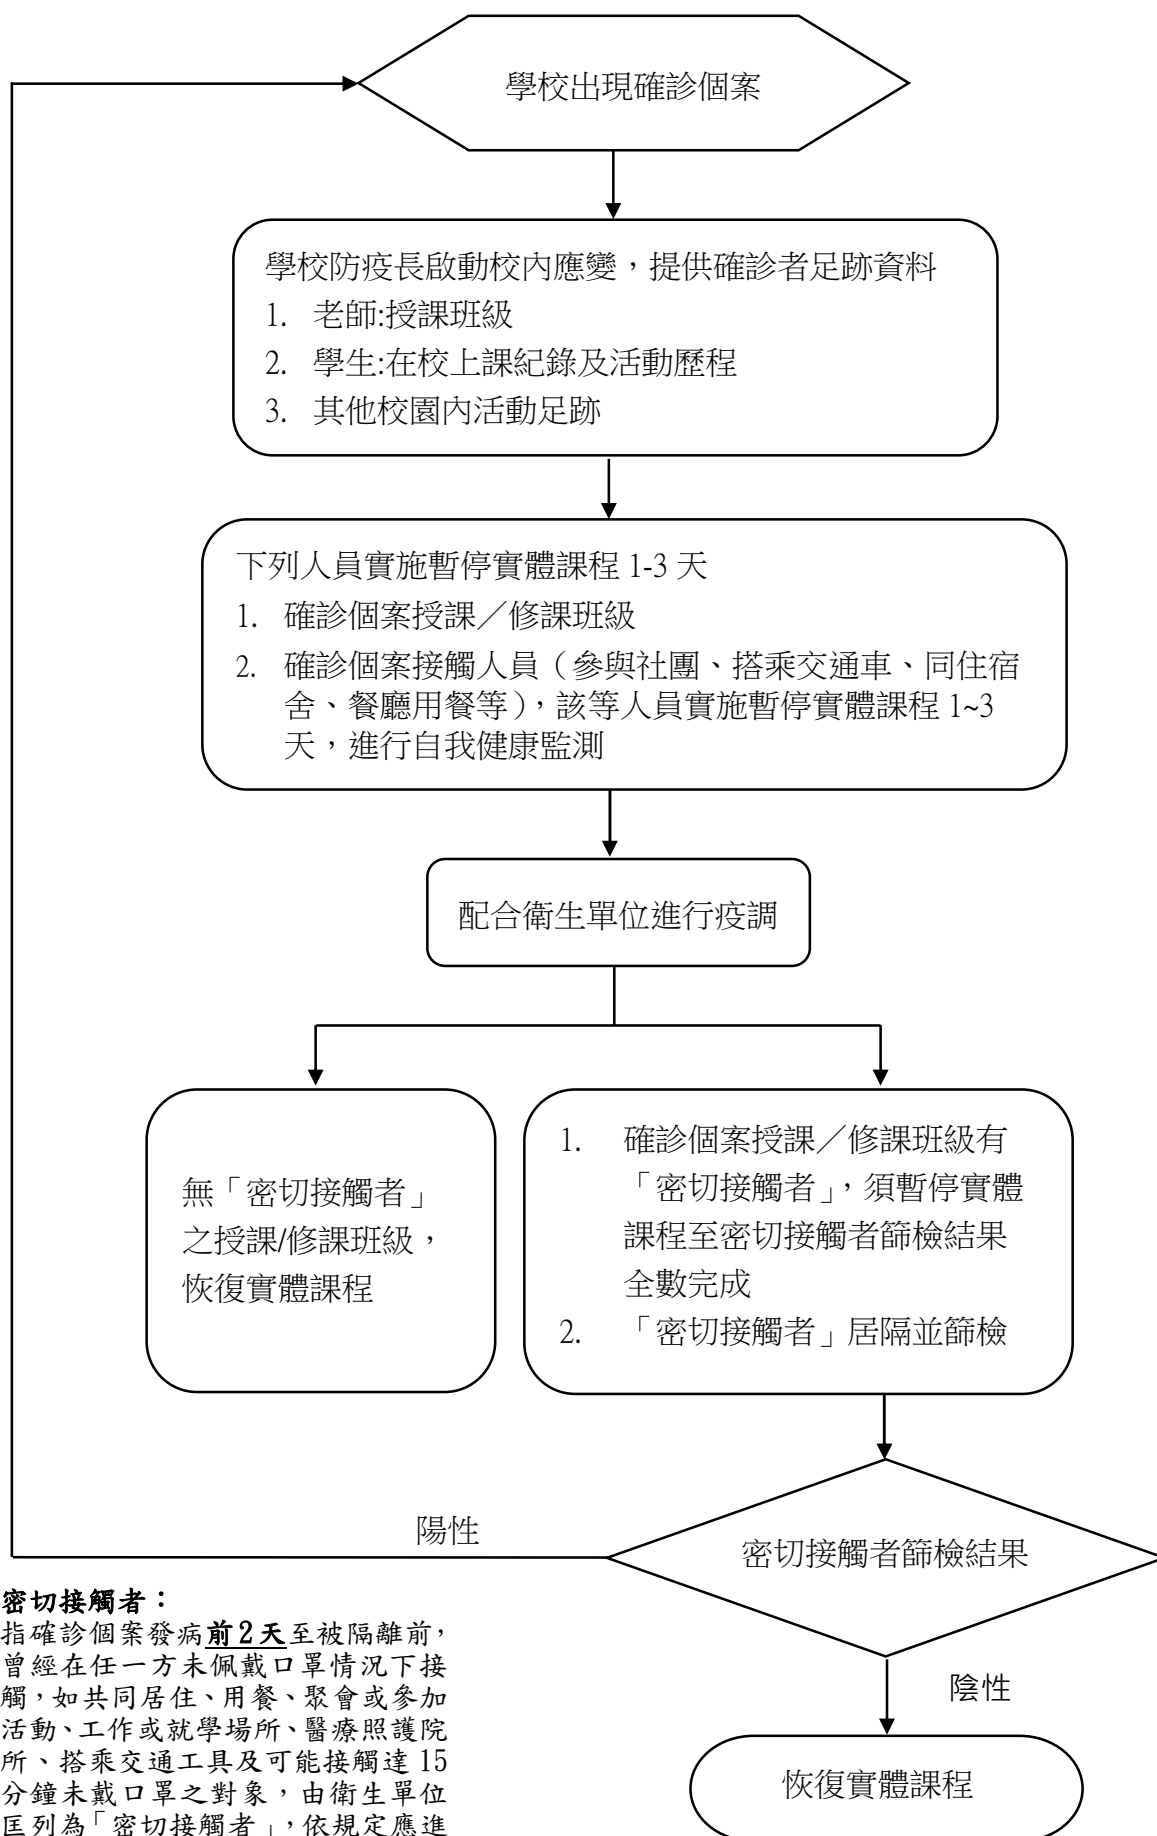 學校出現確診個案
學校防疫長啟動校內應變，提供確診者足跡資料
1. 老師:授課班級
2. 學生:在校上課紀錄及活動歷程
3. 其他校園內活動足跡
下列人員實施暫停實體課程 1-3 天
1. 確診個案授課／修課班級
2. 確診個案接觸人員（參與社團、搭乘交通車、同住宿
舍、餐廳用餐等），該等人員實施暫停實體課程 1~3
天，進行自我健康監測
配合衛生單位進行疫調
無「密切接觸者」
之授課/修課班級，
恢復實體課程
1. 確診個案授課／修課班級有
「密切接觸者」，須暫停實體
課程至密切接觸者篩檢結果
全數完成
2. 「密切接觸者」居隔並篩檢
陽性
密切接觸者篩檢結果
陰性
恢復實體課程
密切接觸者：
指確診個案發病前2天至被隔離前，
曾經在任一方未佩戴口罩情況下接
觸，如共同居住、用餐、聚會或參加
活動、工作或就學場所、醫療照護院
所、搭乘交通工具及可能接觸達 15
分鐘未戴口罩之對象，由衛生單位
匡列為「密切接觸者」，依規定應進